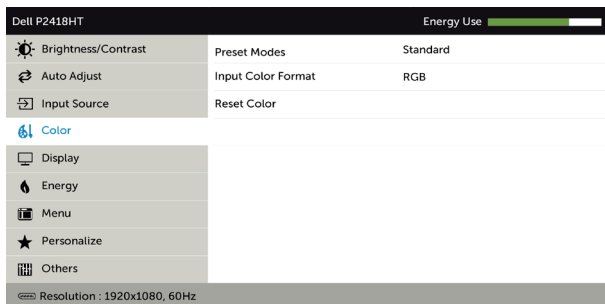 Dell P2418HT Energy Use
Brightness/Contrast Preset Modes Standard
Auto Adjust Input Color Format RGB
Input Source Reset Color
Color
Display
Energy
Menu
Personalize
Others
Resolution : 1920x1080, 60Hz